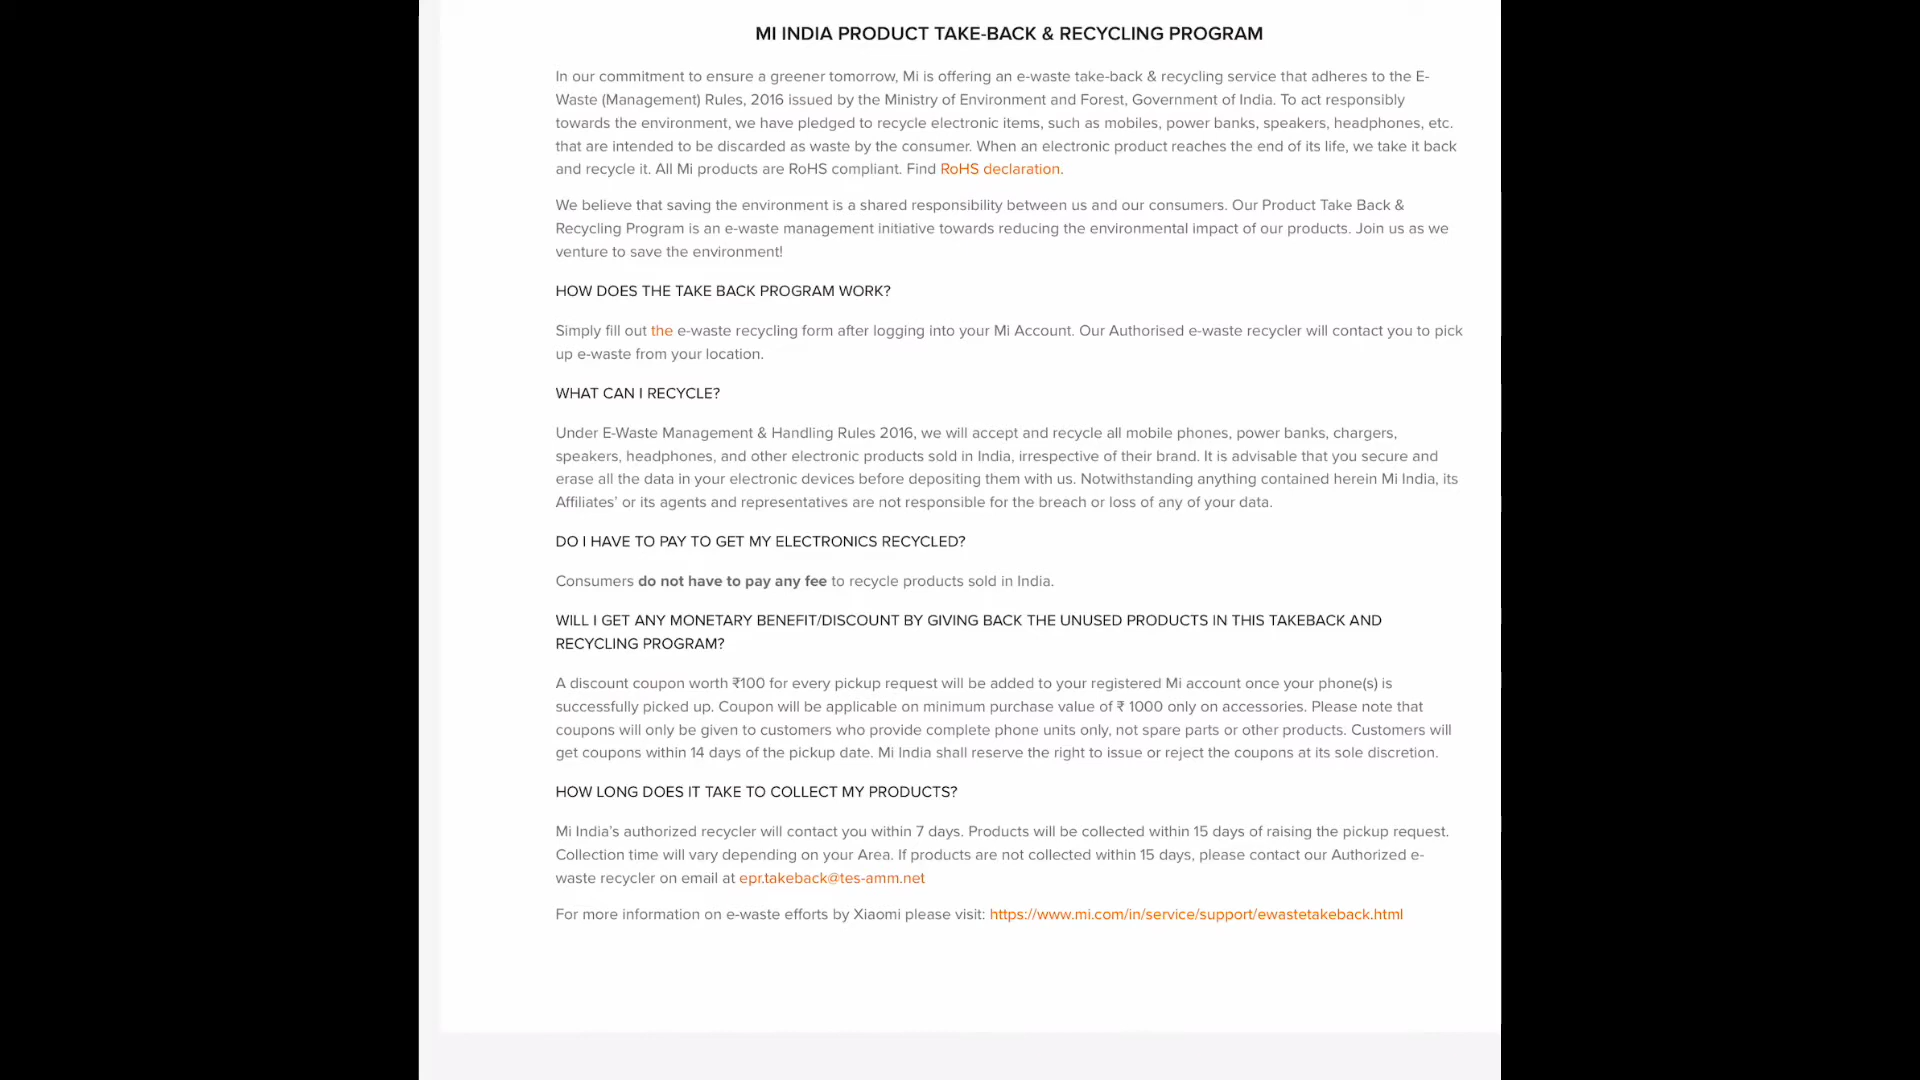 MI INDIA PRODUCT TAKE-BACK & RECYCLING PROGRAM
In our commitment to ensure a greener tomorrow, Mi is offering an e-waste take-back & recycling service that adheres to the E-
Waste (Management) Rules, 2016 issued by the Ministry of Environment and Forest, Government of India. To act responsibly
towards the environment, we have pledged to recycle electronic items, such as mobiles, power banks, speakers, headphones, etc.
that are intended to be discarded as waste by the consumer. When an electronic product reaches the end of its life, we take it back
and recycle it. All Mi products are RoHS compliant. Find RoHS declaration.
We believe that saving the environment is a shared responsibility between us and our consumers. Our Product Take Back &
Recycling Program is an e-waste management initiative towards reducing the environmental impact of our products. Join us as we
venture to save the environment!
HOW DOES THE TAKE BACK PROGRAM WORK?
Simply fill out the e-waste recycling form after logging into your Mi Account. Our Authorised e-waste recycler will contact you to pick
up e-waste from your location.
WHAT CAN I RECYCLE?
Under E-Waste Management & Handling Rules 2016, we will accept and recycle all mobile phones, power banks, chargers,
speakers, headphones, and other electronic products sold in India, irrespective of their brand. It is advisable that you secure and
erase all the data in your electronic devices before depositing them with us. Notwithstanding anything contained herein Mi India, its
Affiliates’ or its agents and representatives are not responsible for the breach or loss of any of your data.
DO I HAVE TO PAY TO GET MY ELECTRONICS RECYCLED?
Consumers do not have to pay any fee to recycle products sold in India.
WILL I GET ANY MONETARY BENEFIT/DISCOUNT BY GIVING BACK THE UNUSED PRODUCTS IN THIS TAKEBACK AND
RECYCLING PROGRAM?
A discount coupon worth ₹100 for every pickup request will be added to your registered Mi account once your phone(s) is
successfully picked up. Coupon will be applicable on minimum purchase value of ₹ 1000 only on accessories. Please note that
coupons will only be given to customers who provide complete phone units only, not spare parts or other products. Customers will
get coupons within 14 days of the pickup date. Mi India shall reserve the right to issue or reject the coupons at its sole discretion.
HOW LONG DOES IT TAKE TO COLLECT MY PRODUCTS?
Mi India’s authorized recycler will contact you within 7 days. Products will be collected within 15 days of raising the pickup request.
Collection time will vary depending on your Area. If products are not collected within 15 days, please contact our Authorized e-
waste recycler on email at epr.takeback@tes-amm.net
For more information on e-waste efforts by Xiaomi please visit: https://www.mi.com/in/service/support/ewastetakeback.html